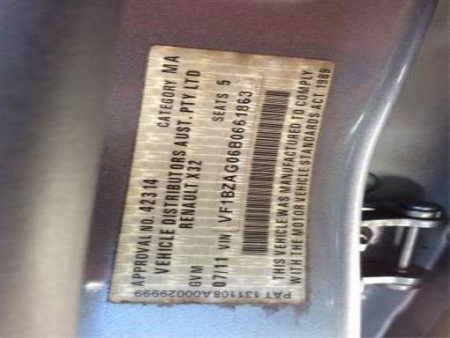 APPROVAL NO. 42314 CATEGORY MA
VEHICLE DISTRIBUTORS AUST. PTY LTD
RENAULT X32
GVM SEATS 5
07/11 VIN VF1BZAG06B0661863
THIS VEHICLE WAS MANUFACTURED TO COMPLY
WITH THE MOTOR VEHICLE STANDARDS ACT 1989
PAT 131108A00029999